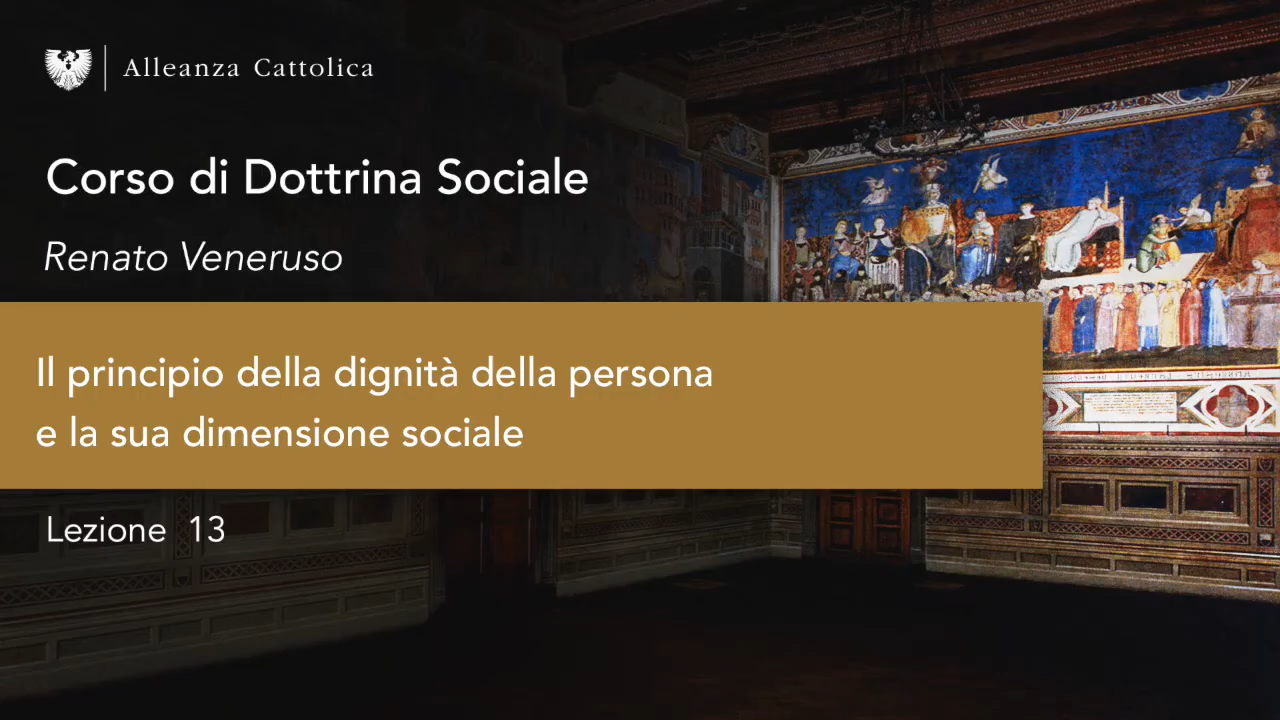 Alleanza Cattolica
Corso di Dottrina Sociale
Renato Veneruso
Il principio della dignità della persona
e la sua dimensione sociale
Lezione 13